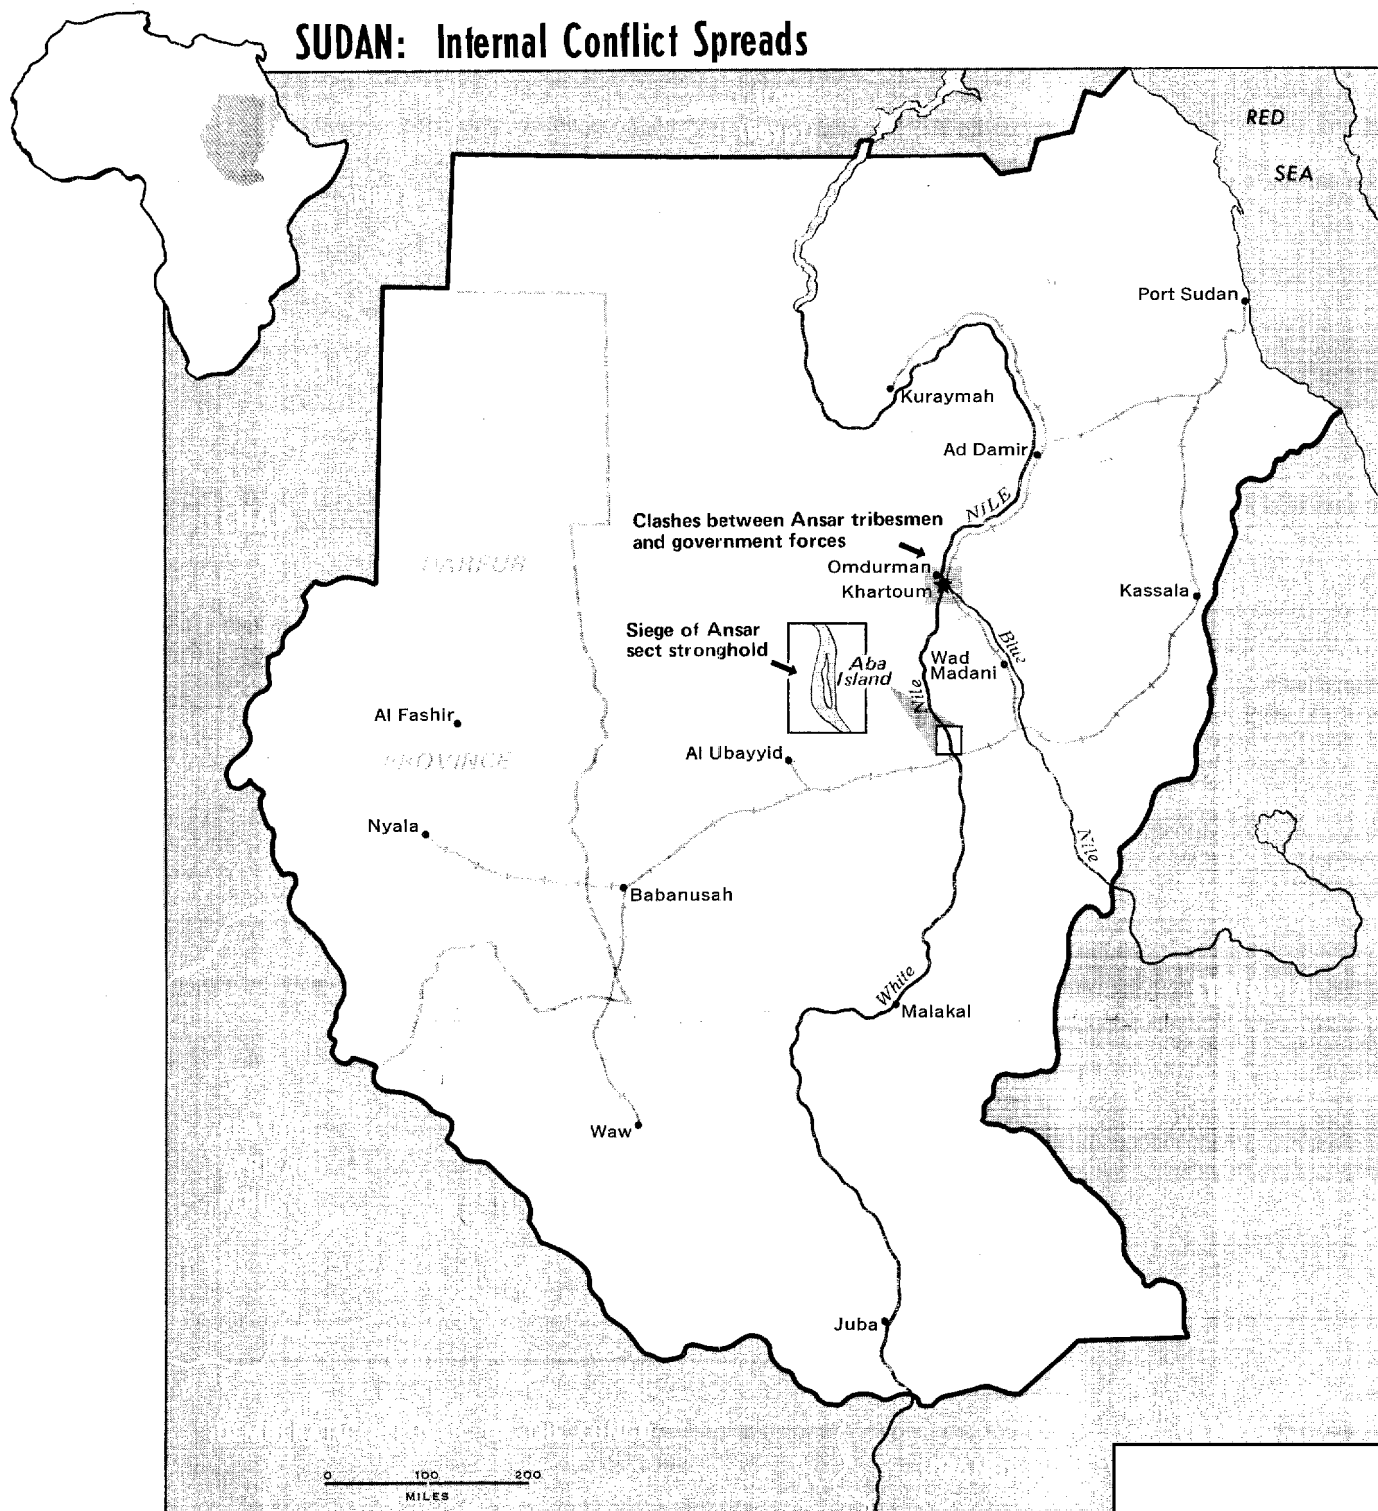 SUDAN: Internal Conflict Spreads
RED
SEA
Port Sudan
Kuraymah
Ad Damir
NILE
Clashes between Ansar tribesmen
and government forces
DARFUR
Omdurman
Khartoum
Kassala
Siege of Ansar
sect stronghold
Aba
Island
Blue
Wad
Madani
Nile
Al Fashir
Al Ubayyid
PROVINCE
Nyala
Nile
Babanusah
White
Malakal
Waw
Juba
0 100 200
MILES